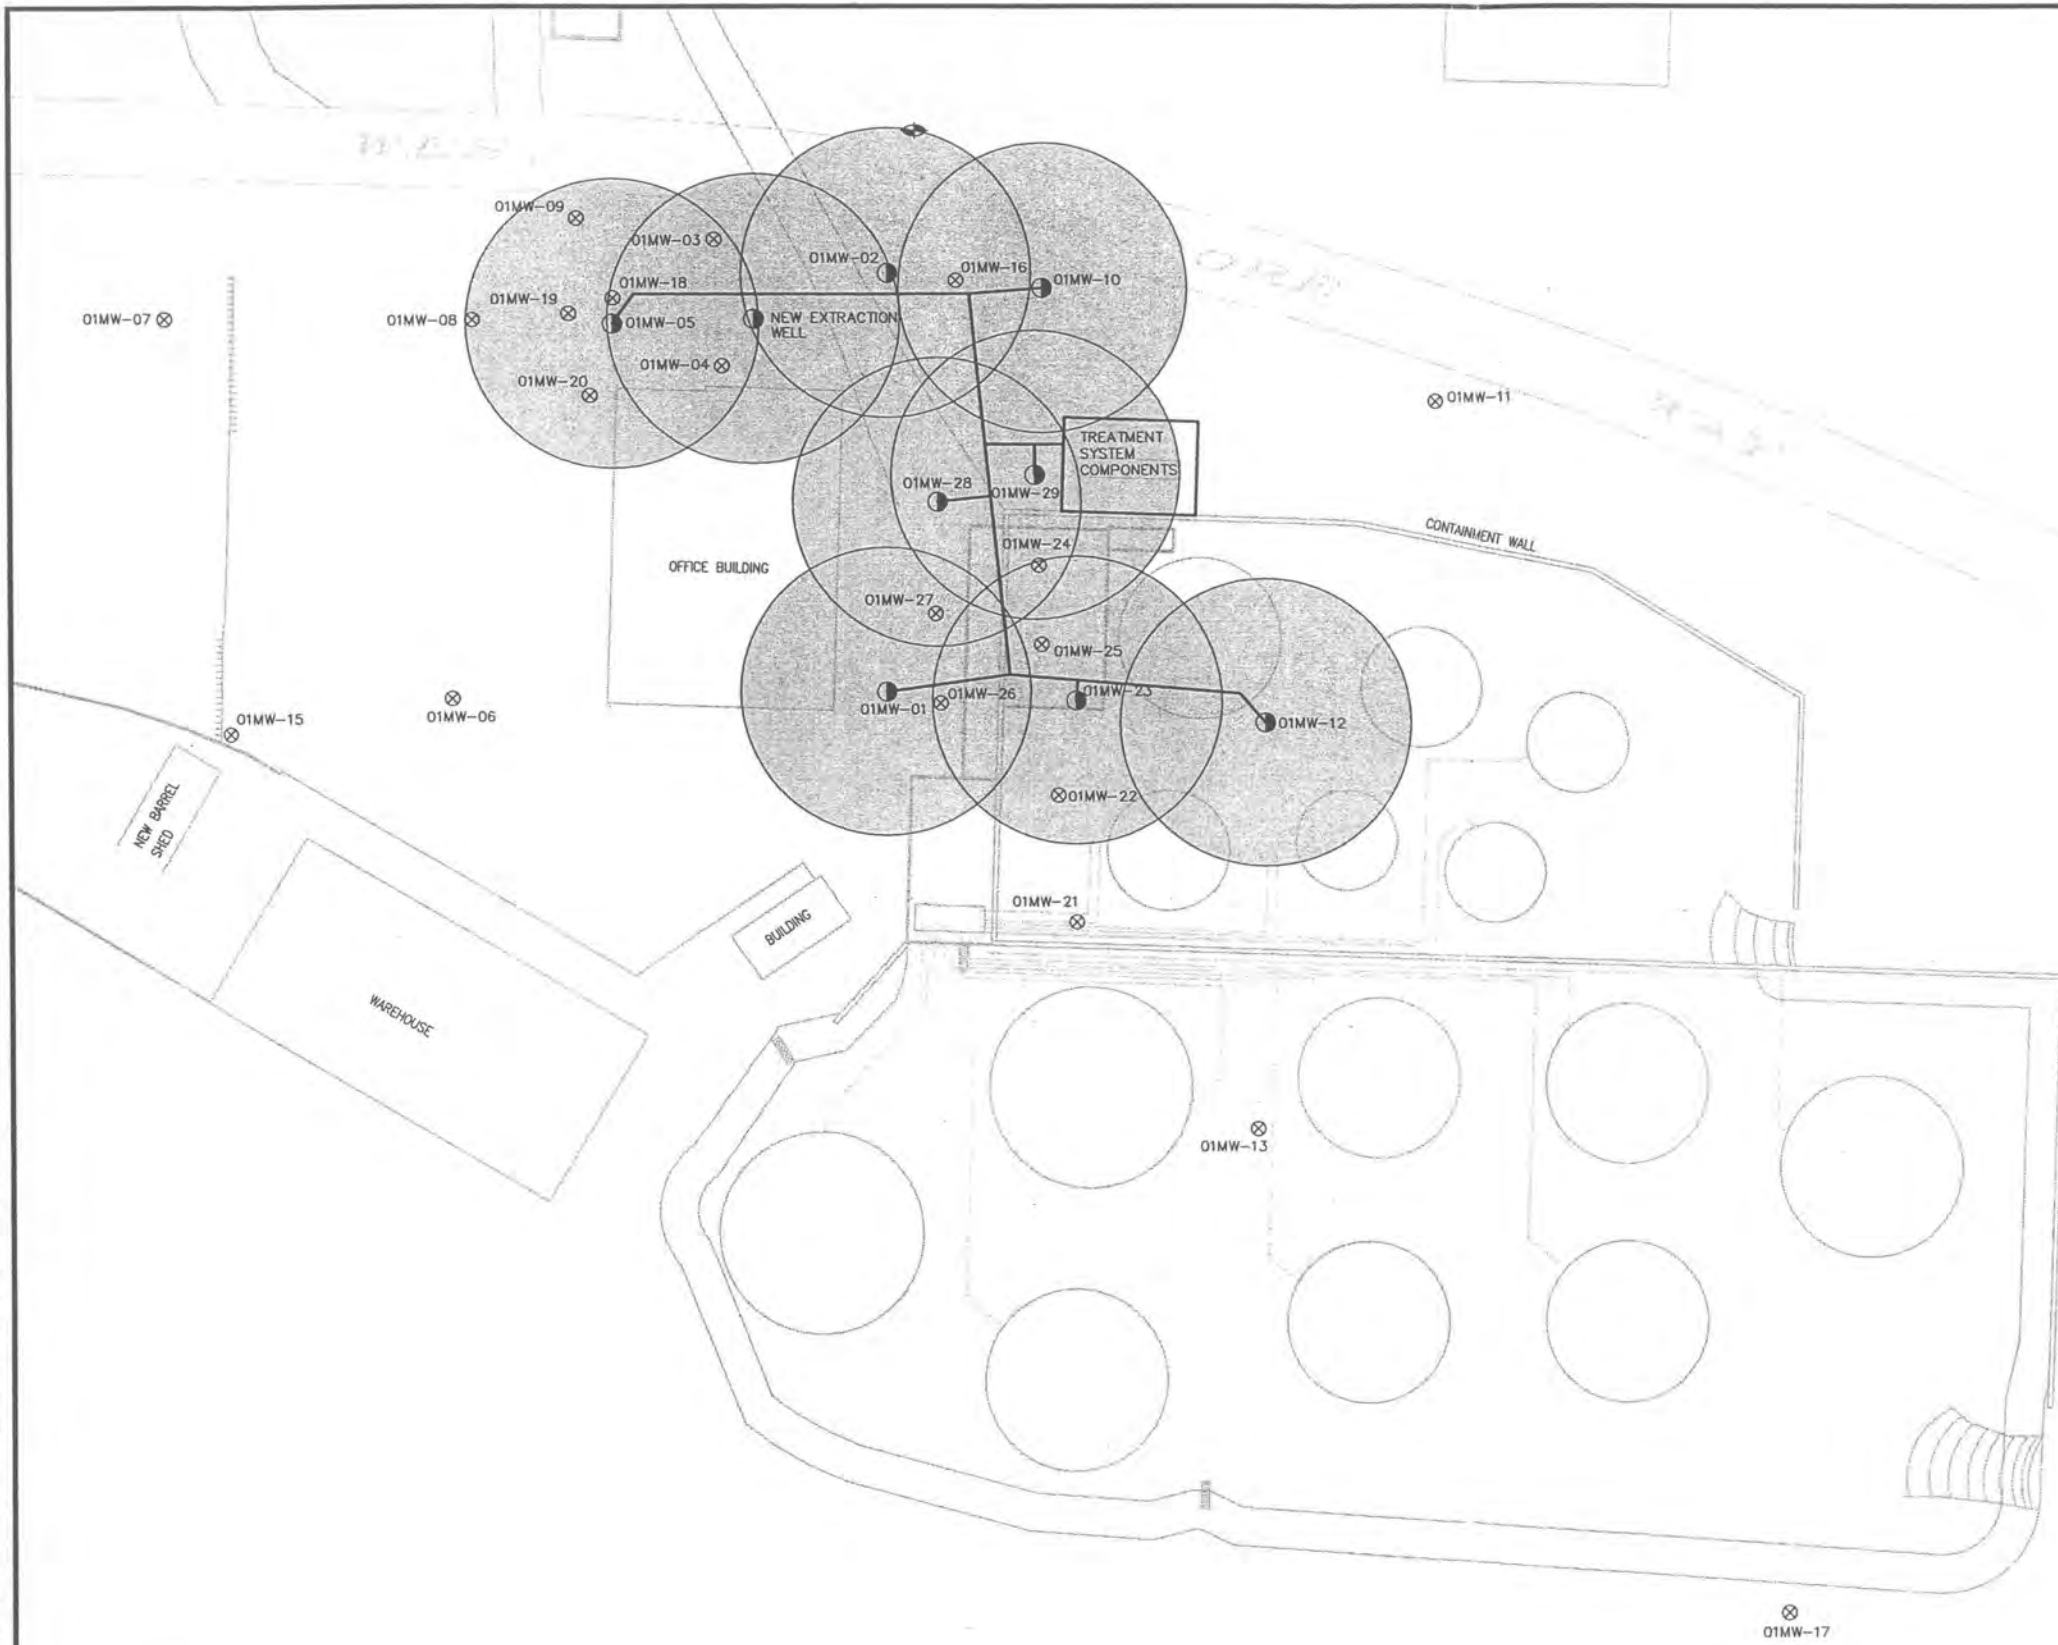 01MW-09
01MW-03
01MW-02
01MW-16
01MW-10
01MW-18
01MW-19
01MW-07
01MW-08
01MW-05
NEW EXTRACTION
WELL
01MW-04
01MW-20
01MW-11
TREATMENT
SYSTEM
COMPONENTS
01MW-28
01MW-29
CONTAINMENT WALL
01MW-24
OFFICE BUILDING
01MW-27
01MW-25
01MW-26
01MW-23
01MW-01
01MW-06
01MW-15
01MW-12
01MW-22
NEW BARREL
SHED
01MW-21
BUILDING
WAREHOUSE
01MW-13
01MW-17